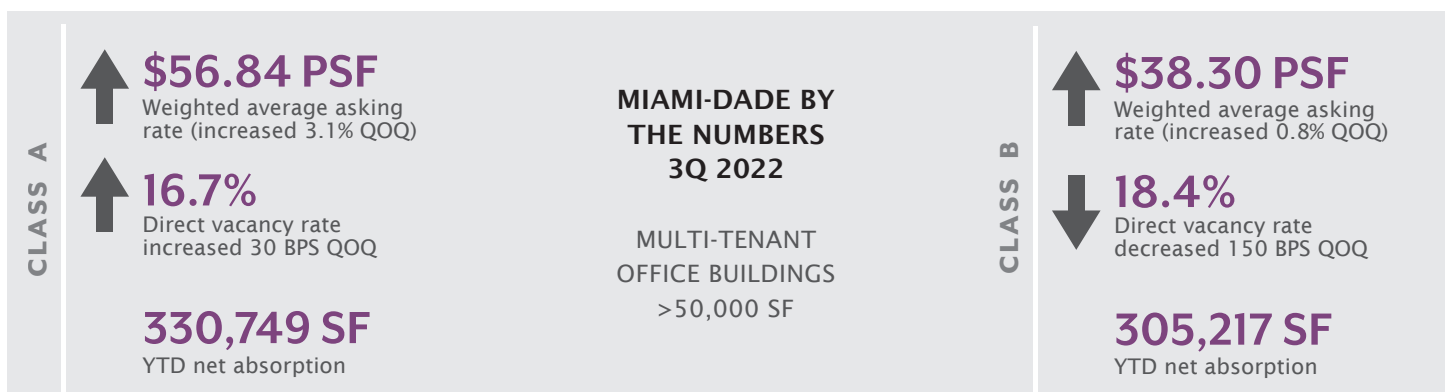 CLASS A
$56.84 PSF
Weighted average asking
rate (increased 3.1% QOQ)
16.7%
Direct vacancy rate
increased 30 BPS QOQ
330,749 SF
YTD net absorption
MIAMI-DADE BY
THE NUMBERS
3Q 2022
MULTI-TENANT
OFFICE BUILDINGS
>50,000 SF
CLASS B
$38.30 PSF
Weighted average asking
rate (increased 0.8% QOQ)
18.4%
Direct vacancy rate
decreased 150 BPS QOQ
305,217 SF
YTD net absorption